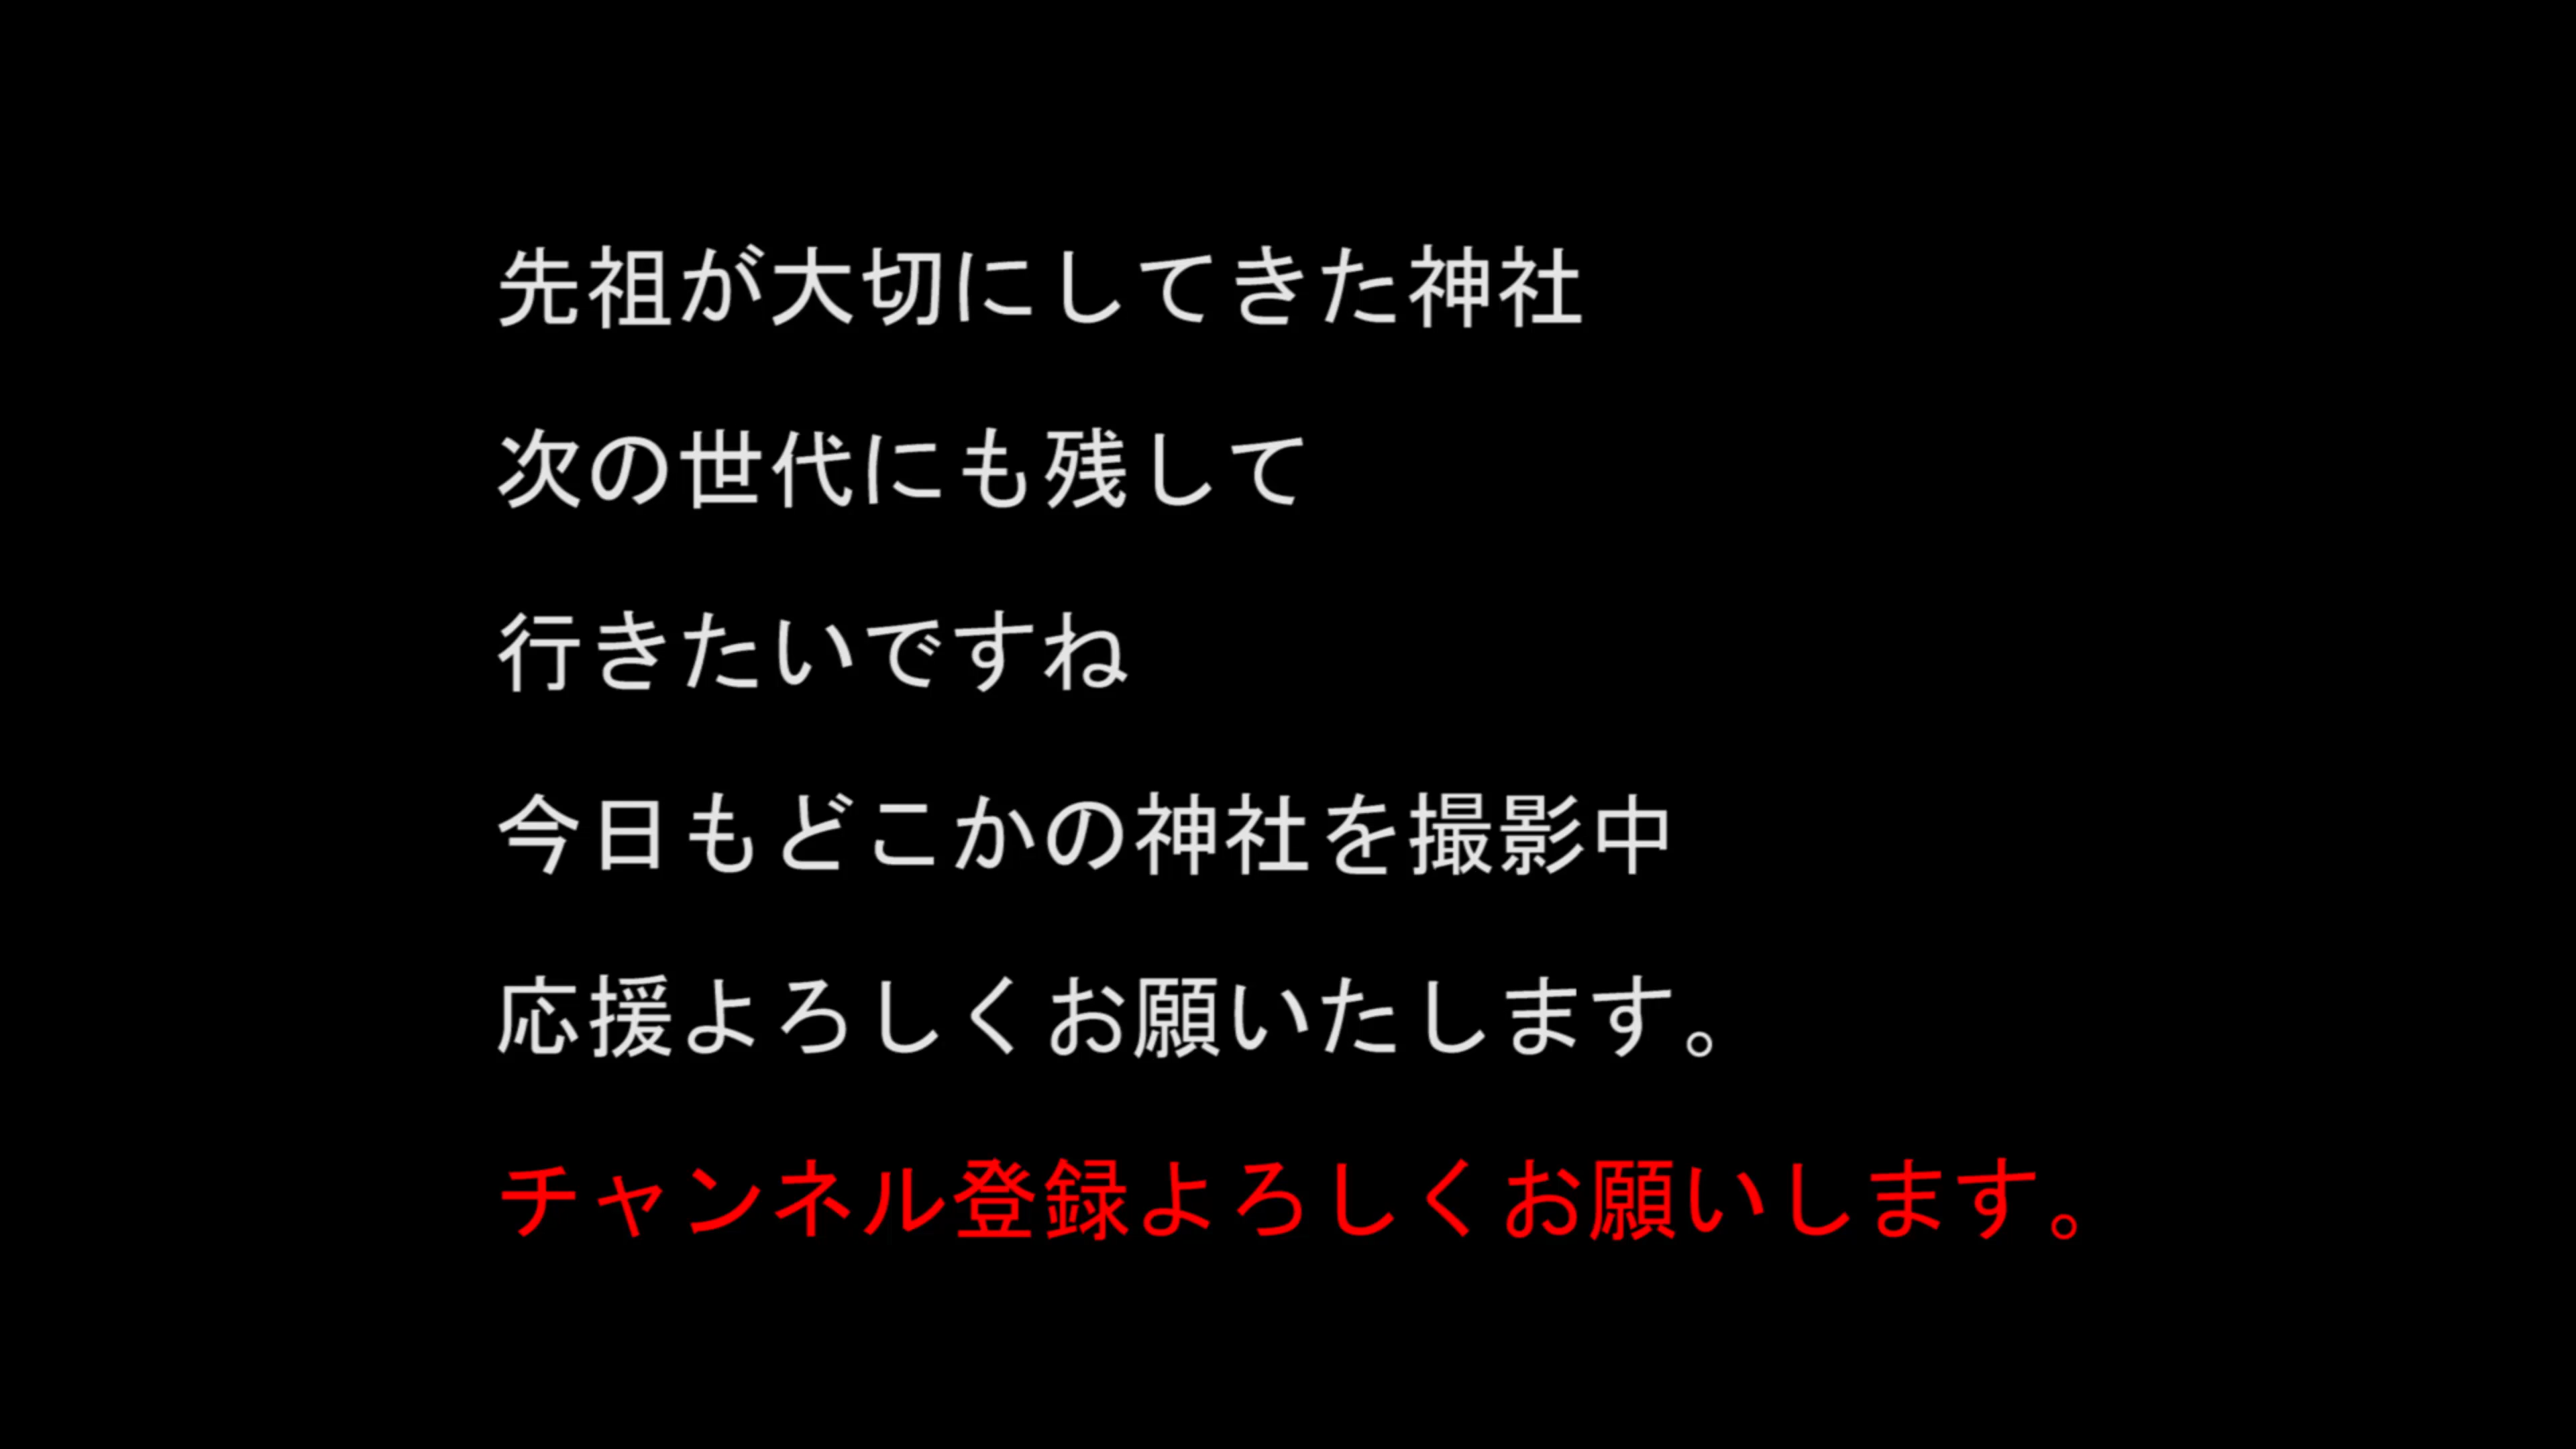 先祖が大切にしてきた神社
次の世代にも残して
行きたいですね
今日もどこかの神社を撮影中
応援よろしくお願いたします。
チャンネル登録よろしくお願いします。